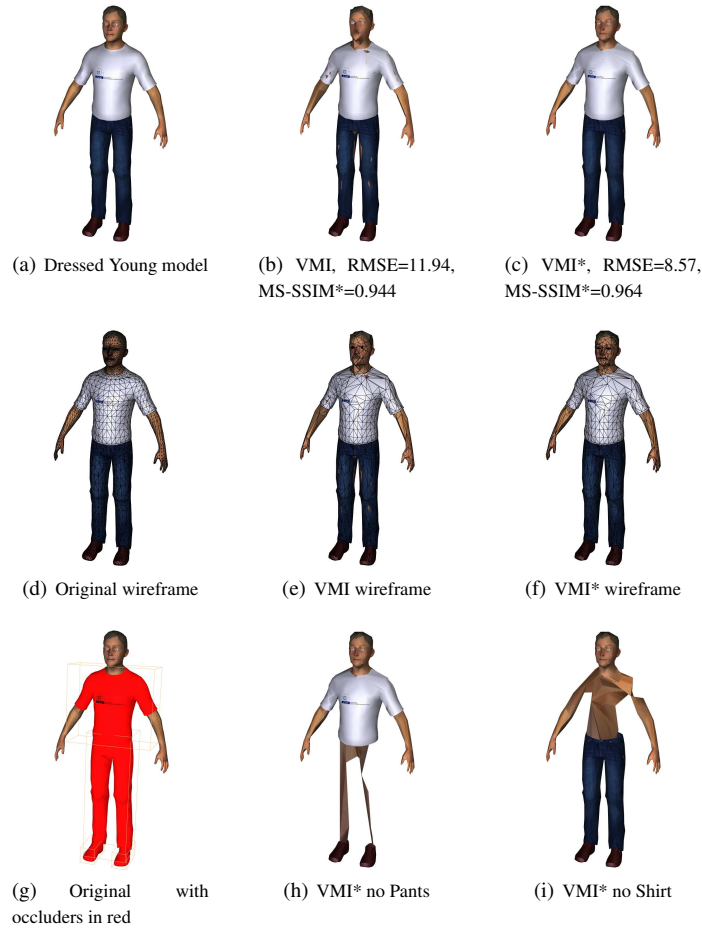 (a) Dressed Young model
(b) VMI, RMSE=11.94,
MS-SSIM*=0.944
(c) VMI*, RMSE=8.57,
MS-SSIM*=0.964
(d) Original wireframe
(e) VMI wireframe
(f) VMI* wireframe
(g) Original with
occluders in red
(h) VMI* no Pants
(i) VMI* no Shirt